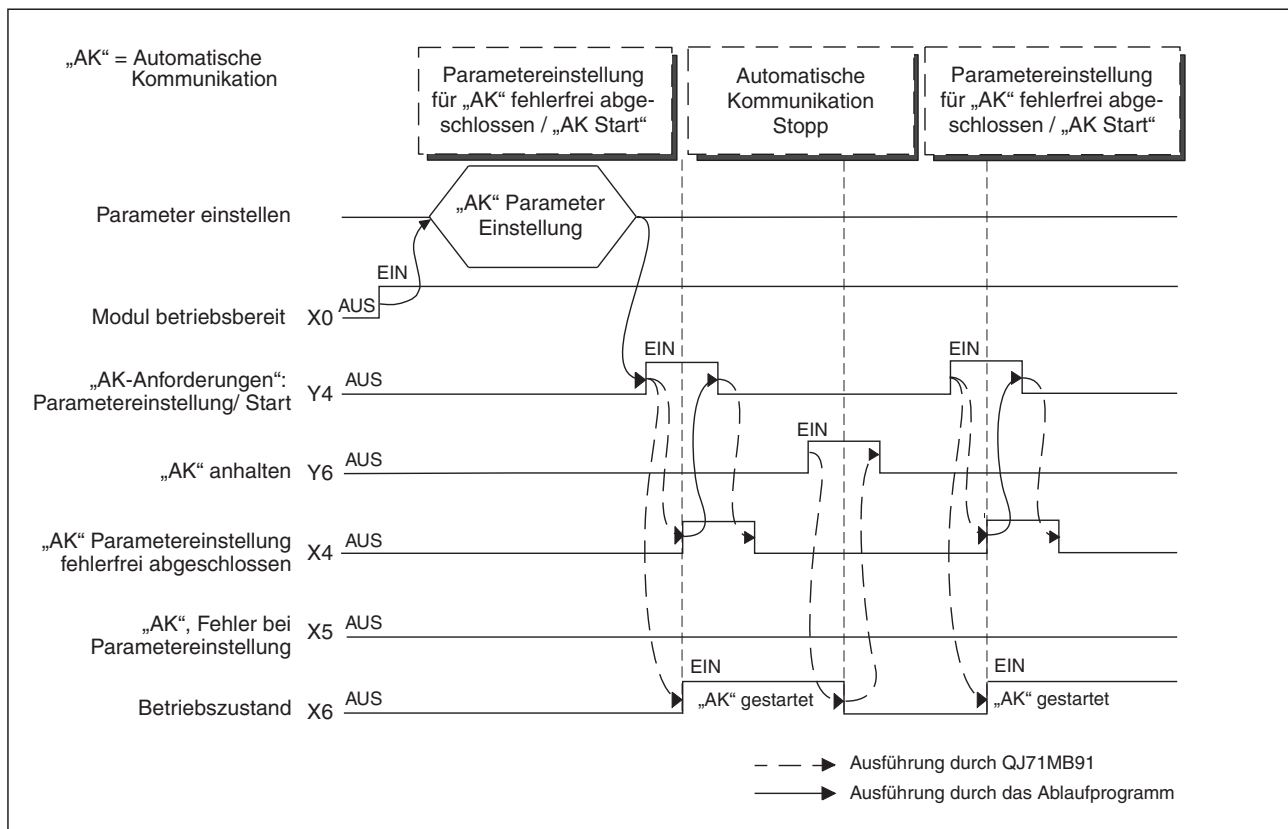 „AK“ = Automatische
Kommunikation
Parametereinstellung
für „AK“ fehlerfrei abge-
schlossen / „AK Start“
Automatische
Kommunikation
Stopp
Parametereinstellung
für „AK“ fehlerfrei abge-
schlossen / „AK Start“
Parameter einstellen
„AK“ Parameter
Einstellung
EIN
Modul betriebsbereit X0 AUS
EIN
EIN
„AK-Anforderungen“:
Parametereinstellung/ Start Y4 AUS
EIN
„AK“ anhalten Y6 AUS
„AK“ Parametereinstellung
fehlerfrei abgeschlossen X4 AUS
„AK“, Fehler bei
Parametereinstellung X5 AUS
EIN
EIN
Betriebszustand X6 AUS
„AK“ gestartet
„AK“ gestartet
Ausführung durch QJ71MB91
Ausführung durch das Ablaufprogramm